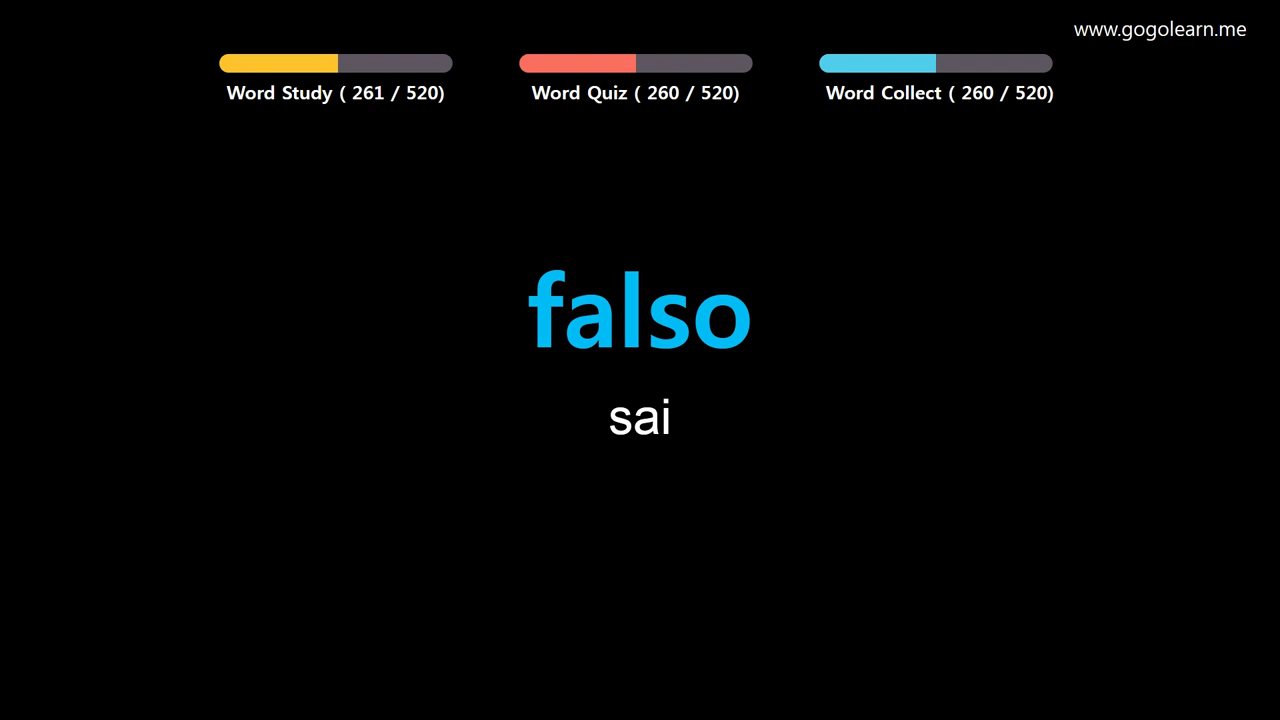 www.gogolearn.me
Word Study ( 261 / 520)
Word Quiz ( 260 / 520)
Word Collect ( 260 / 520)
falso
sai